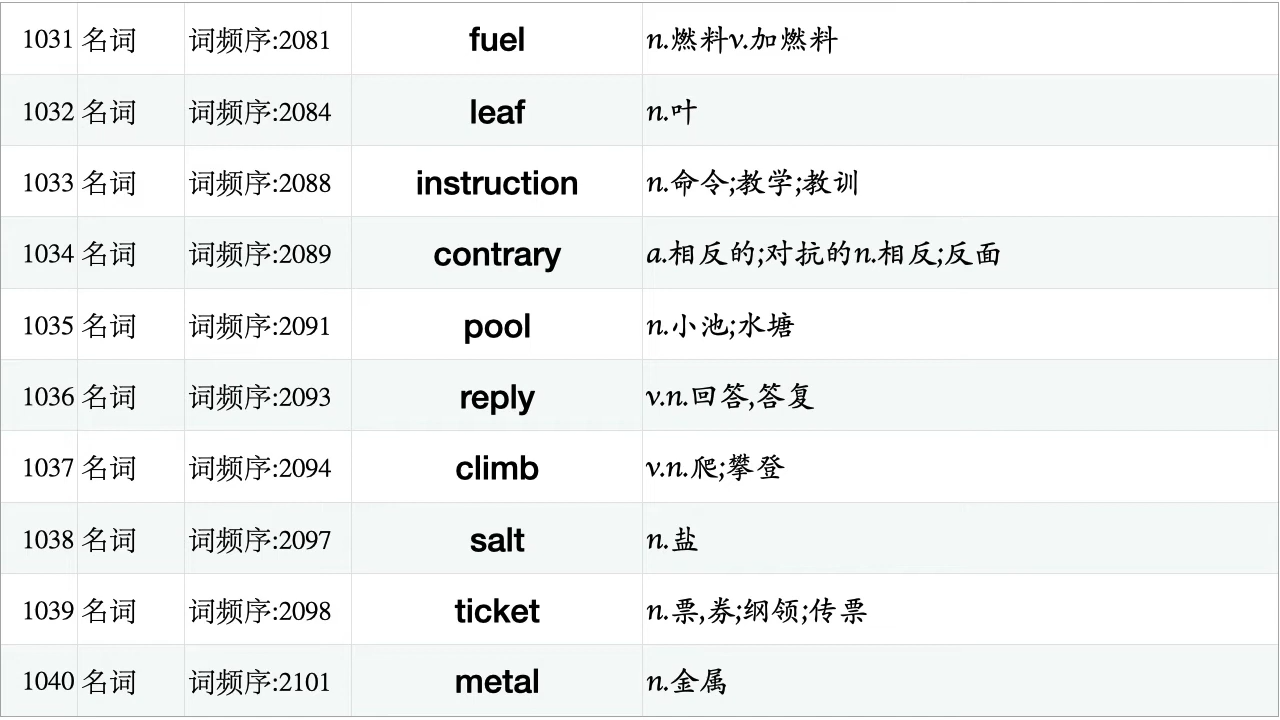 1031 名词 词频序:2081 fuel n.燃料v.加燃料
1032 名词 词频序:2084 leaf n.叶
1033 名词 词频序:2088 instruction n.命令;教学;教训
1034 名词 词频序:2089 contrary a.相反的;对抗的n.相反;反面
1035 名词 词频序:2091 pool n.小池;水塘
1036 名词 词频序:2093 reply v.n.回答,答复
1037 名词 词频序:2094 climb v.n.爬;攀登
1038 名词 词频序:2097 salt n.盐
1039 名词 词频序:2098 ticket n.票,券;纲领;传票
1040 名词 词频序:2101 metal n.金属